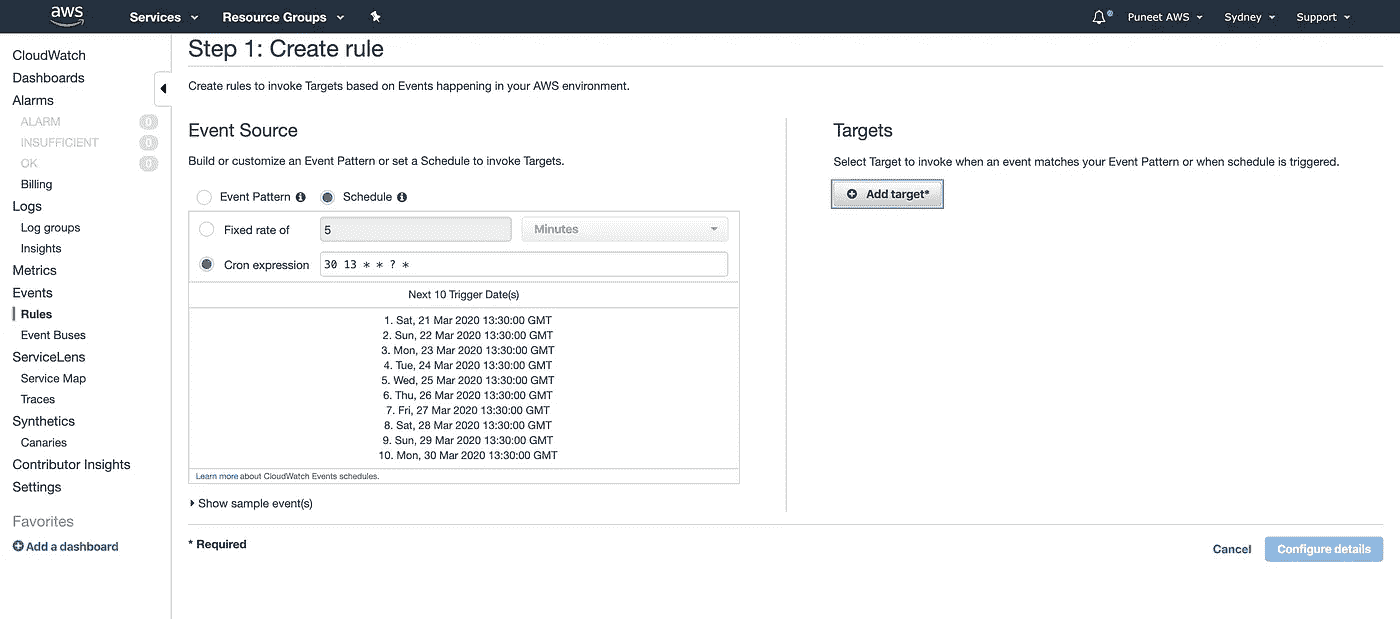 aws Services Resource Groups Puneet AWS Sydney Support
CloudWatch
Dashboards
Alarms
ALARM 0
INSUFFICIENT 0
OK 0
Billing
Logs
Log groups
Insights
Metrics
Events
Rules
Event Buses
ServiceLens
Service Map
Traces
Synthetics
Canaries
Contributor Insights
Settings
Favorites
Add a dashboard
Step 1: Create rule
Create rules to invoke Targets based on Events happening in your AWS environment.
Event Source
Build or customize an Event Pattern or set a Schedule to invoke Targets.
Event Pattern Schedule
Fixed rate of 5 Minutes
Cron expression 30 13 * * ? *
Next 10 Trigger Date(s)
1. Sat, 21 Mar 2020 13:30:00 GMT
2. Sun, 22 Mar 2020 13:30:00 GMT
3. Mon, 23 Mar 2020 13:30:00 GMT
4. Tue, 24 Mar 2020 13:30:00 GMT
5. Wed, 25 Mar 2020 13:30:00 GMT
6. Thu, 26 Mar 2020 13:30:00 GMT
7. Fri, 27 Mar 2020 13:30:00 GMT
8. Sat, 28 Mar 2020 13:30:00 GMT
9. Sun, 29 Mar 2020 13:30:00 GMT
10. Mon, 30 Mar 2020 13:30:00 GMT
Learn more about CloudWatch Events schedules.
Show sample event(s)
Targets
Select Target to invoke when an event matches your Event Pattern or when schedule is triggered.
Add target*
* Required
Cancel Configure details